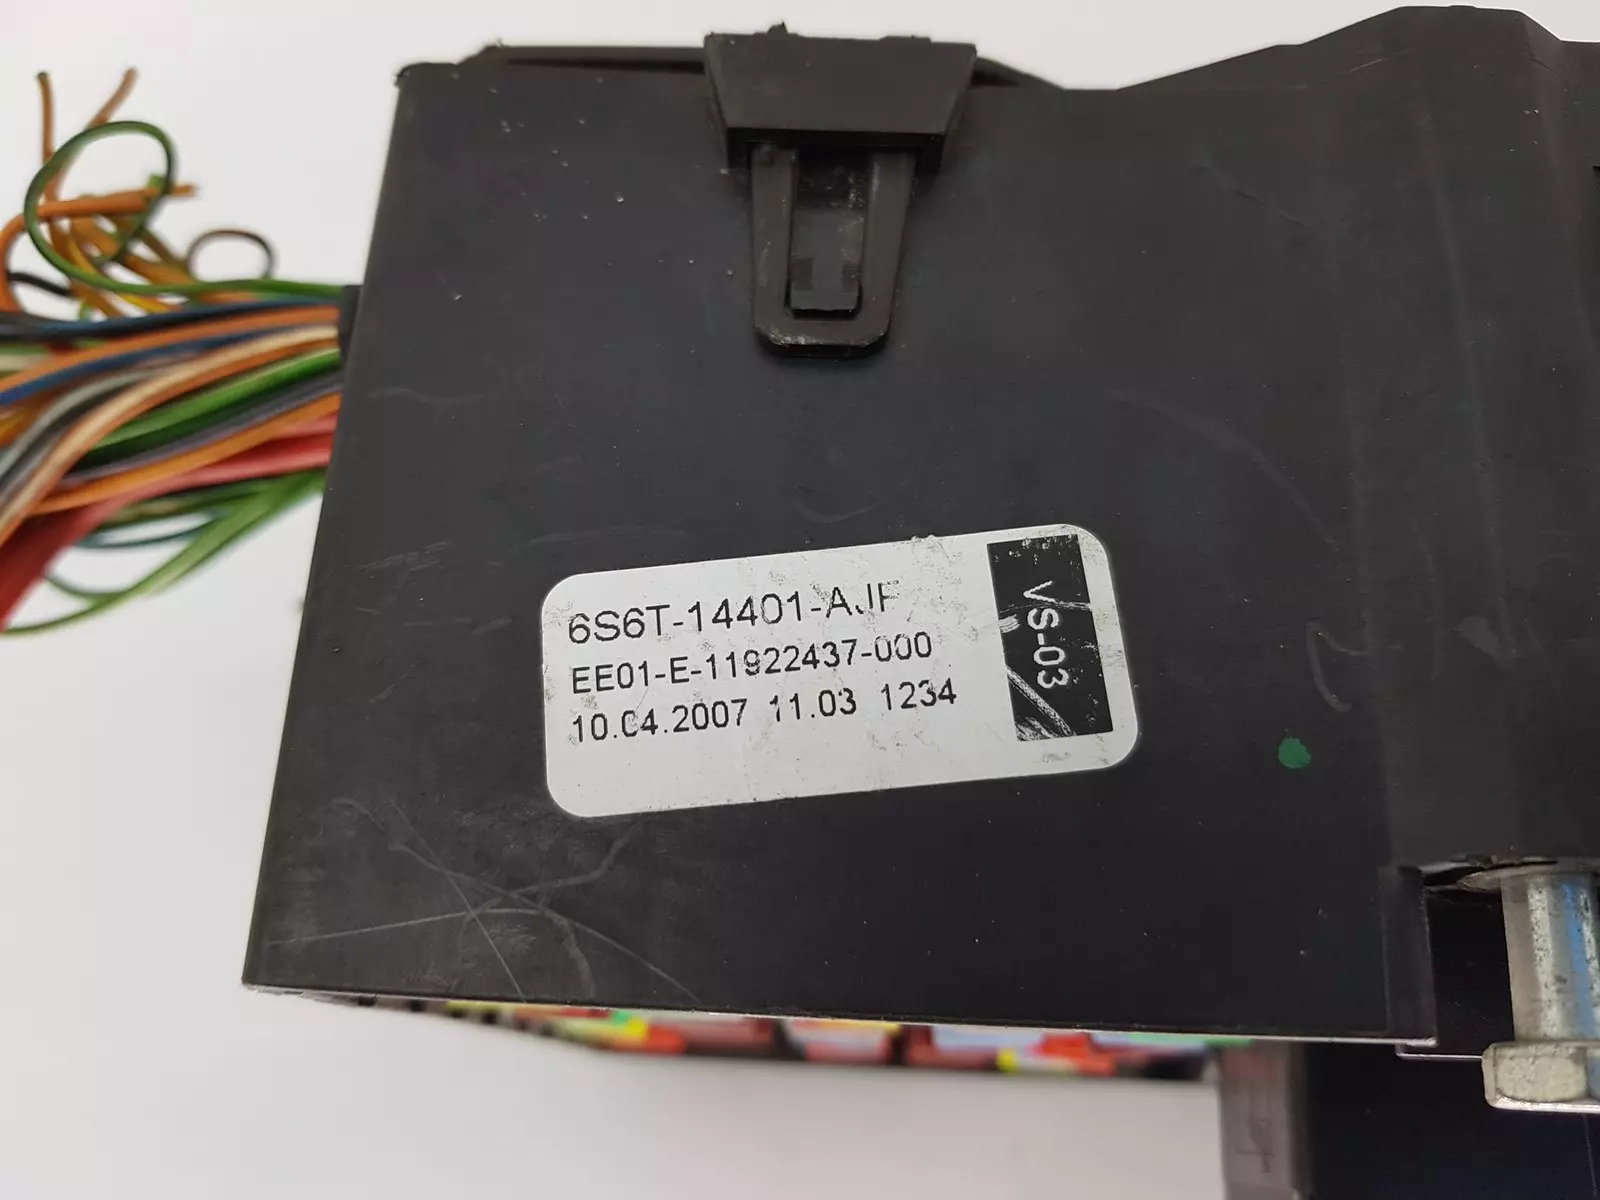 6S6T-14401-AJF
EE01-E-11922437-000
10.04.2007 11.03 1234
VS-03